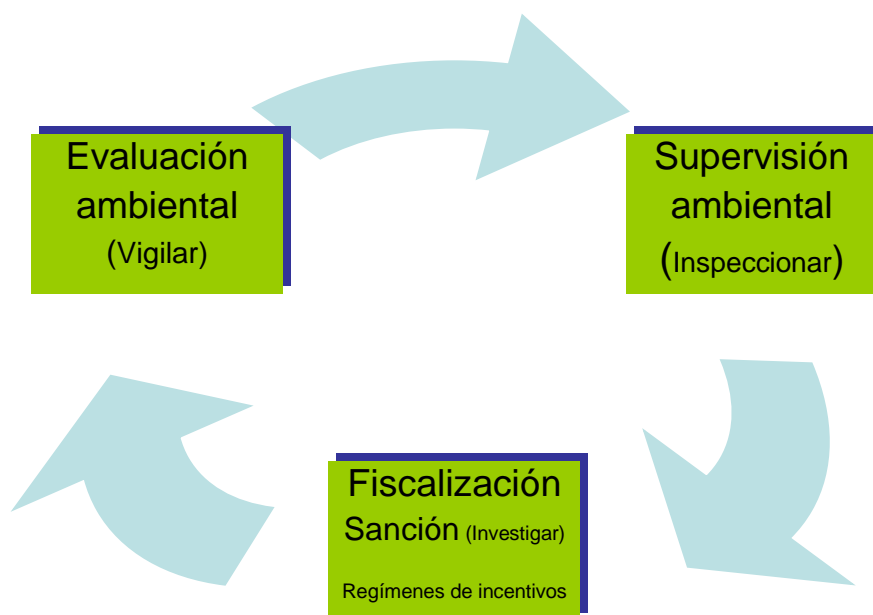 Evaluación
ambiental
(Vigilar)
Supervisión
ambiental
(Inspeccionar)
Fiscalización
Sanción (Investigar)
Regímenes de incentivos